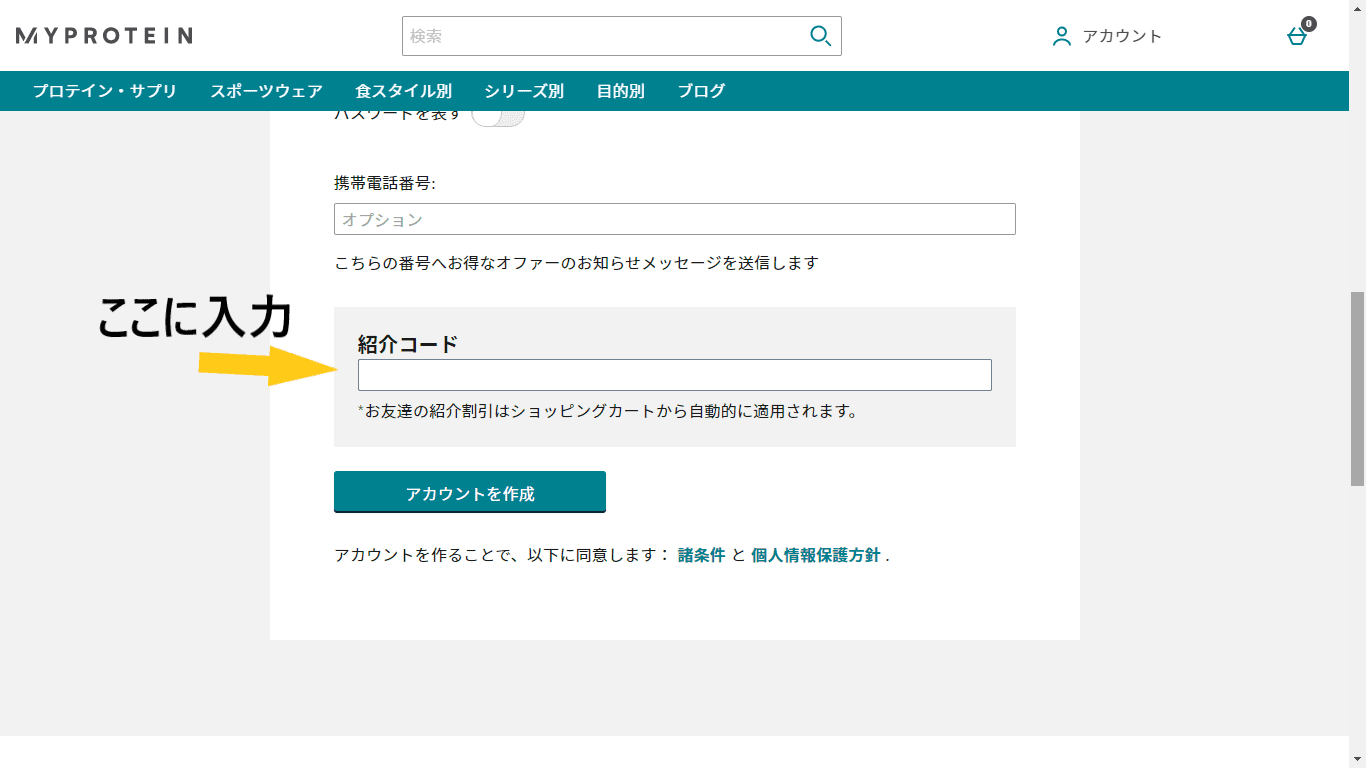 MYPROTEIN
検索
アカウント
0
プロテイン・サプリ スポーツウェア 食スタイル別 シリーズ別 目的別 ブログ
パスワードを表す
携帯電話番号:
オプション
こちらの番号へお得なオファーのお知らせメッセージを送信します
ここに入力
紹介コード
*お友達の紹介割引はショッピングカートから自動的に適用されます。
アカウントを作成
アカウントを作ることで、以下に同意します： 諸条件 と 個人情報保護方針 .